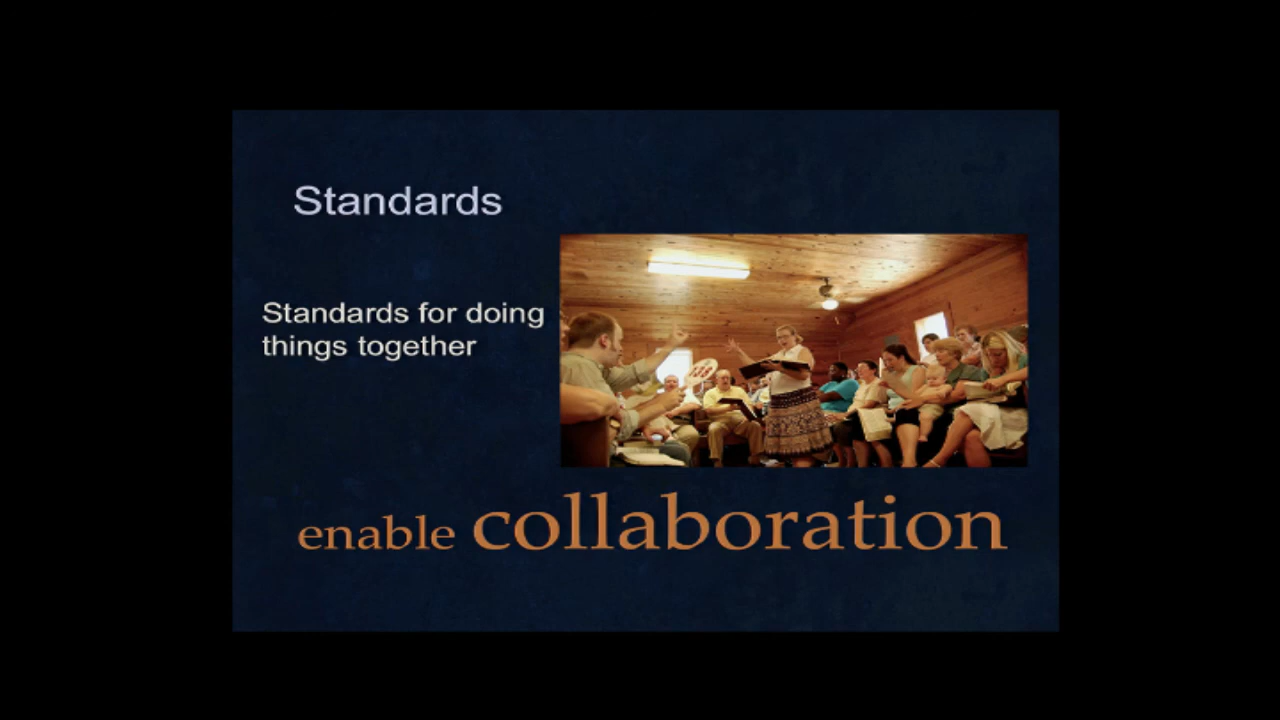 Standards
Standards for doing
things together
enable collaboration